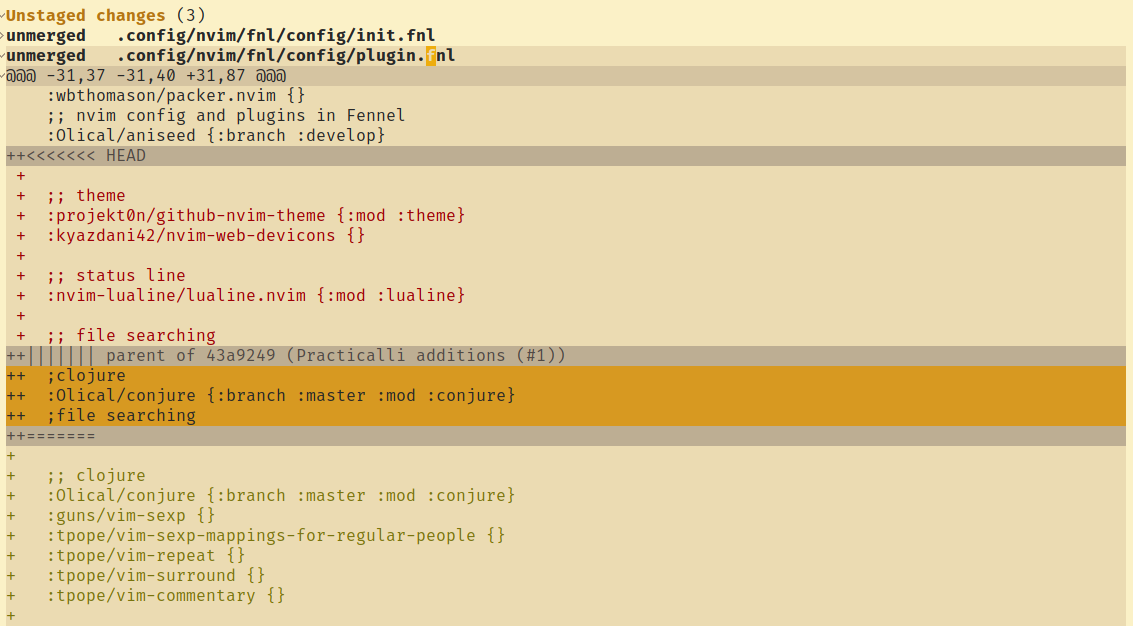 Unstaged changes (3)
unmerged   .config/nvim/fnl/config/init.fnl
unmerged   .config/nvim/fnl/config/plugin.fnl
@@@ -31,37 -31,40 +31,87 @@@
    :wbthomason/packer.nvim {}
    ;; nvim config and plugins in Fennel
    :Olical/aniseed {:branch :develop}
++<<<<<<< HEAD
 +
 +  ;; theme
 +  :projekt0n/github-nvim-theme {:mod :theme}
 +  :kyazdani42/nvim-web-devicons {}
 +
 +  ;; status line
 +  :nvim-lualine/lualine.nvim {:mod :lualine}
 +
 +  ;; file searching
++||||||| parent of 43a9249 (Practicalli additions (#1))
++  ;clojure
++  :Olical/conjure {:branch :master :mod :conjure}
++  ;file searching
++=======
+
+   ;; clojure
+   :Olical/conjure {:branch :master :mod :conjure}
+   :guns/vim-sexp {}
+   :tpope/vim-sexp-mappings-for-regular-people {}
+   :tpope/vim-repeat {}
+   :tpope/vim-surround {}
+   :tpope/vim-commentary {}
+